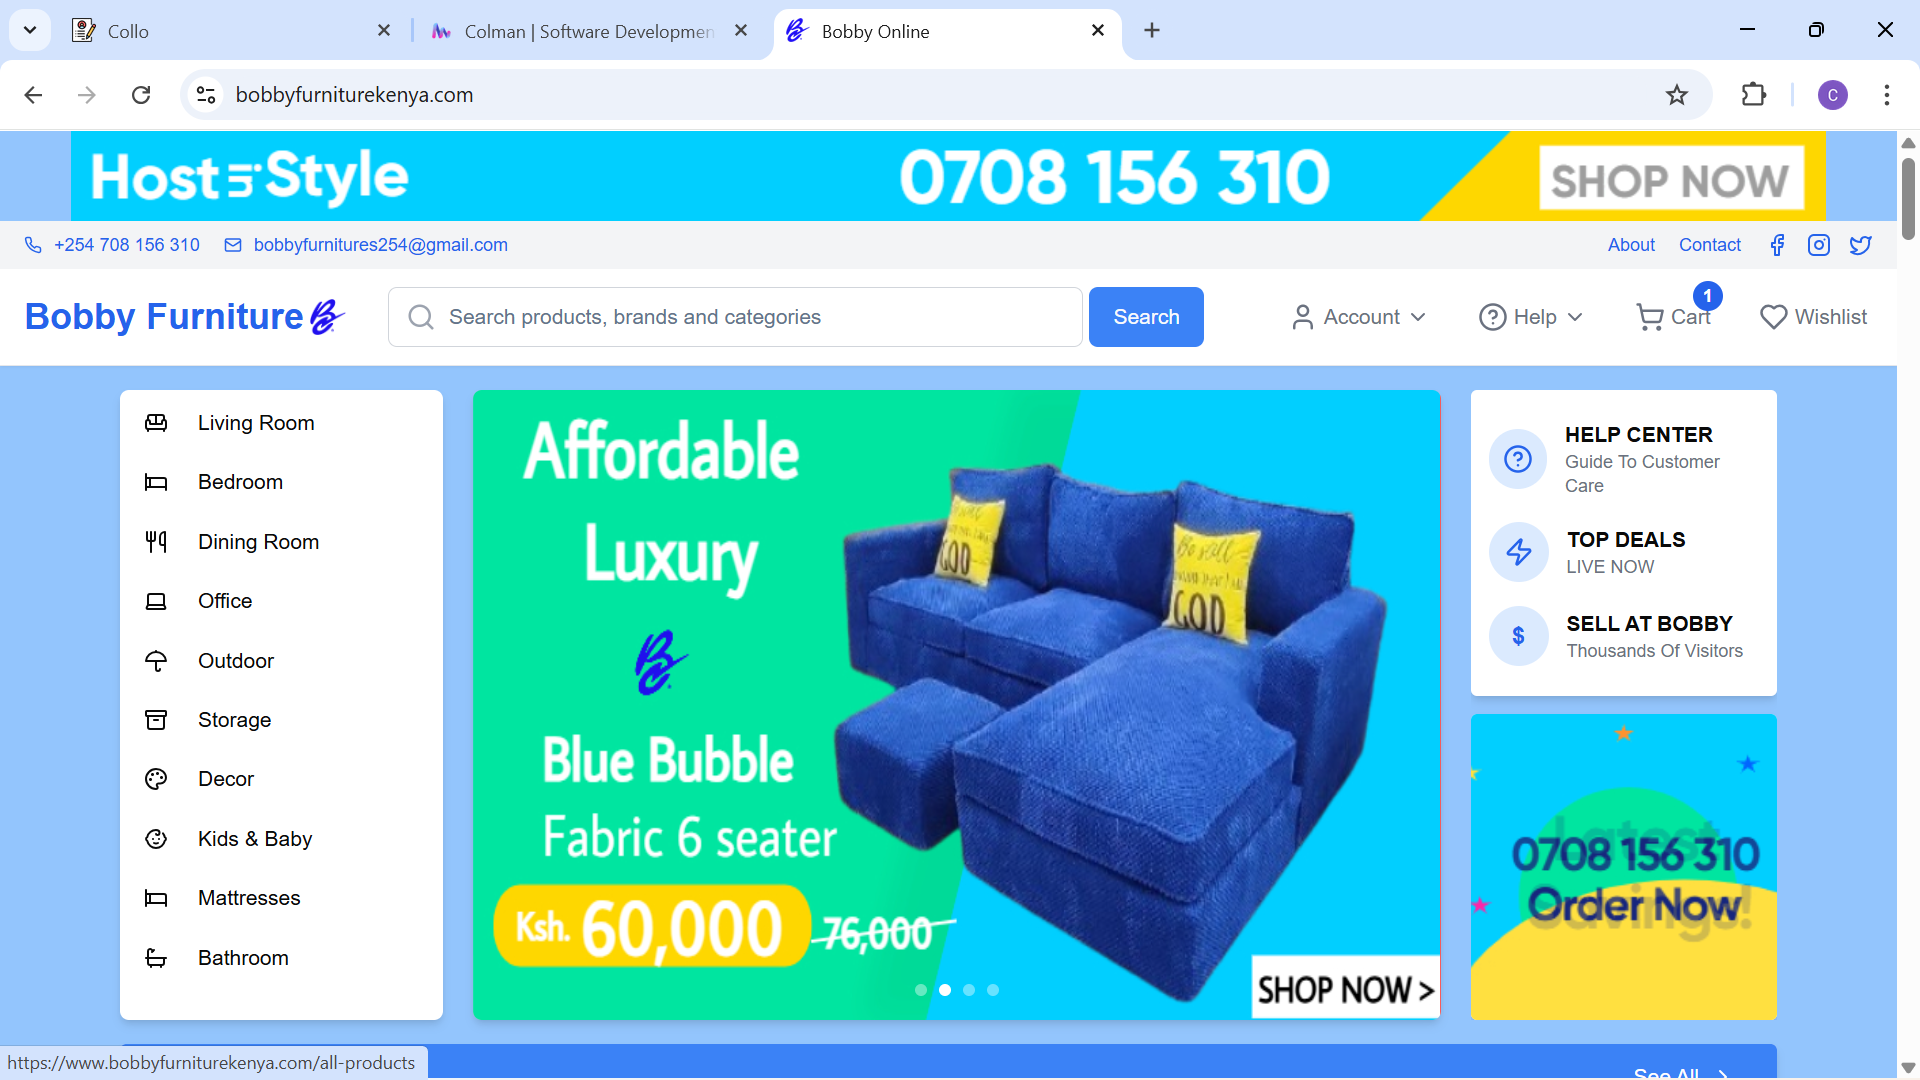 Collo
Colman | Software Developmen
Bobby Online
bobbyfurniturekenya.com
C
Host Style
0708 156 310
SHOP NOW
+254 708 156 310
bobbyfurnitures254@gmail.com
About
Contact
Bobby Furniture
Search products, brands and categories
Search
Account
Help
Cart
1
Wishlist
Living Room
Bedroom
Dining Room
Office
Outdoor
Storage
Decor
Kids & Baby
Mattresses
Bathroom
Affordable
Luxury
Blue Bubble
Fabric 6 seater
Ksh. 60,000
76,000
GOD
GOD
SHOP NOW >
HELP CENTER
Guide To Customer
Care
TOP DEALS
LIVE NOW
SELL AT BOBBY
Thousands Of Visitors
Latest
0708 156 310
Order Now
https://www.bobbyfurniturekenya.com/all-products
See All